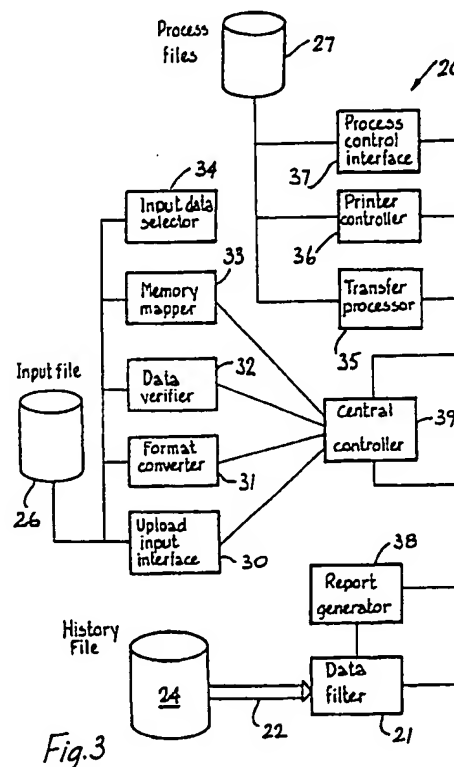 Process
files
27
20
Process
control
interface
37
34
Input data
selector
Printer
controller
36
33
Memory
mapper
Transfer
processor
35
32
Input file
Data
verifier
Central
controller
39
Format
converter
26
31
Upload
input
interface
30
38
Report
generator
History
File
24
Data
filter
22
21
Fig.3